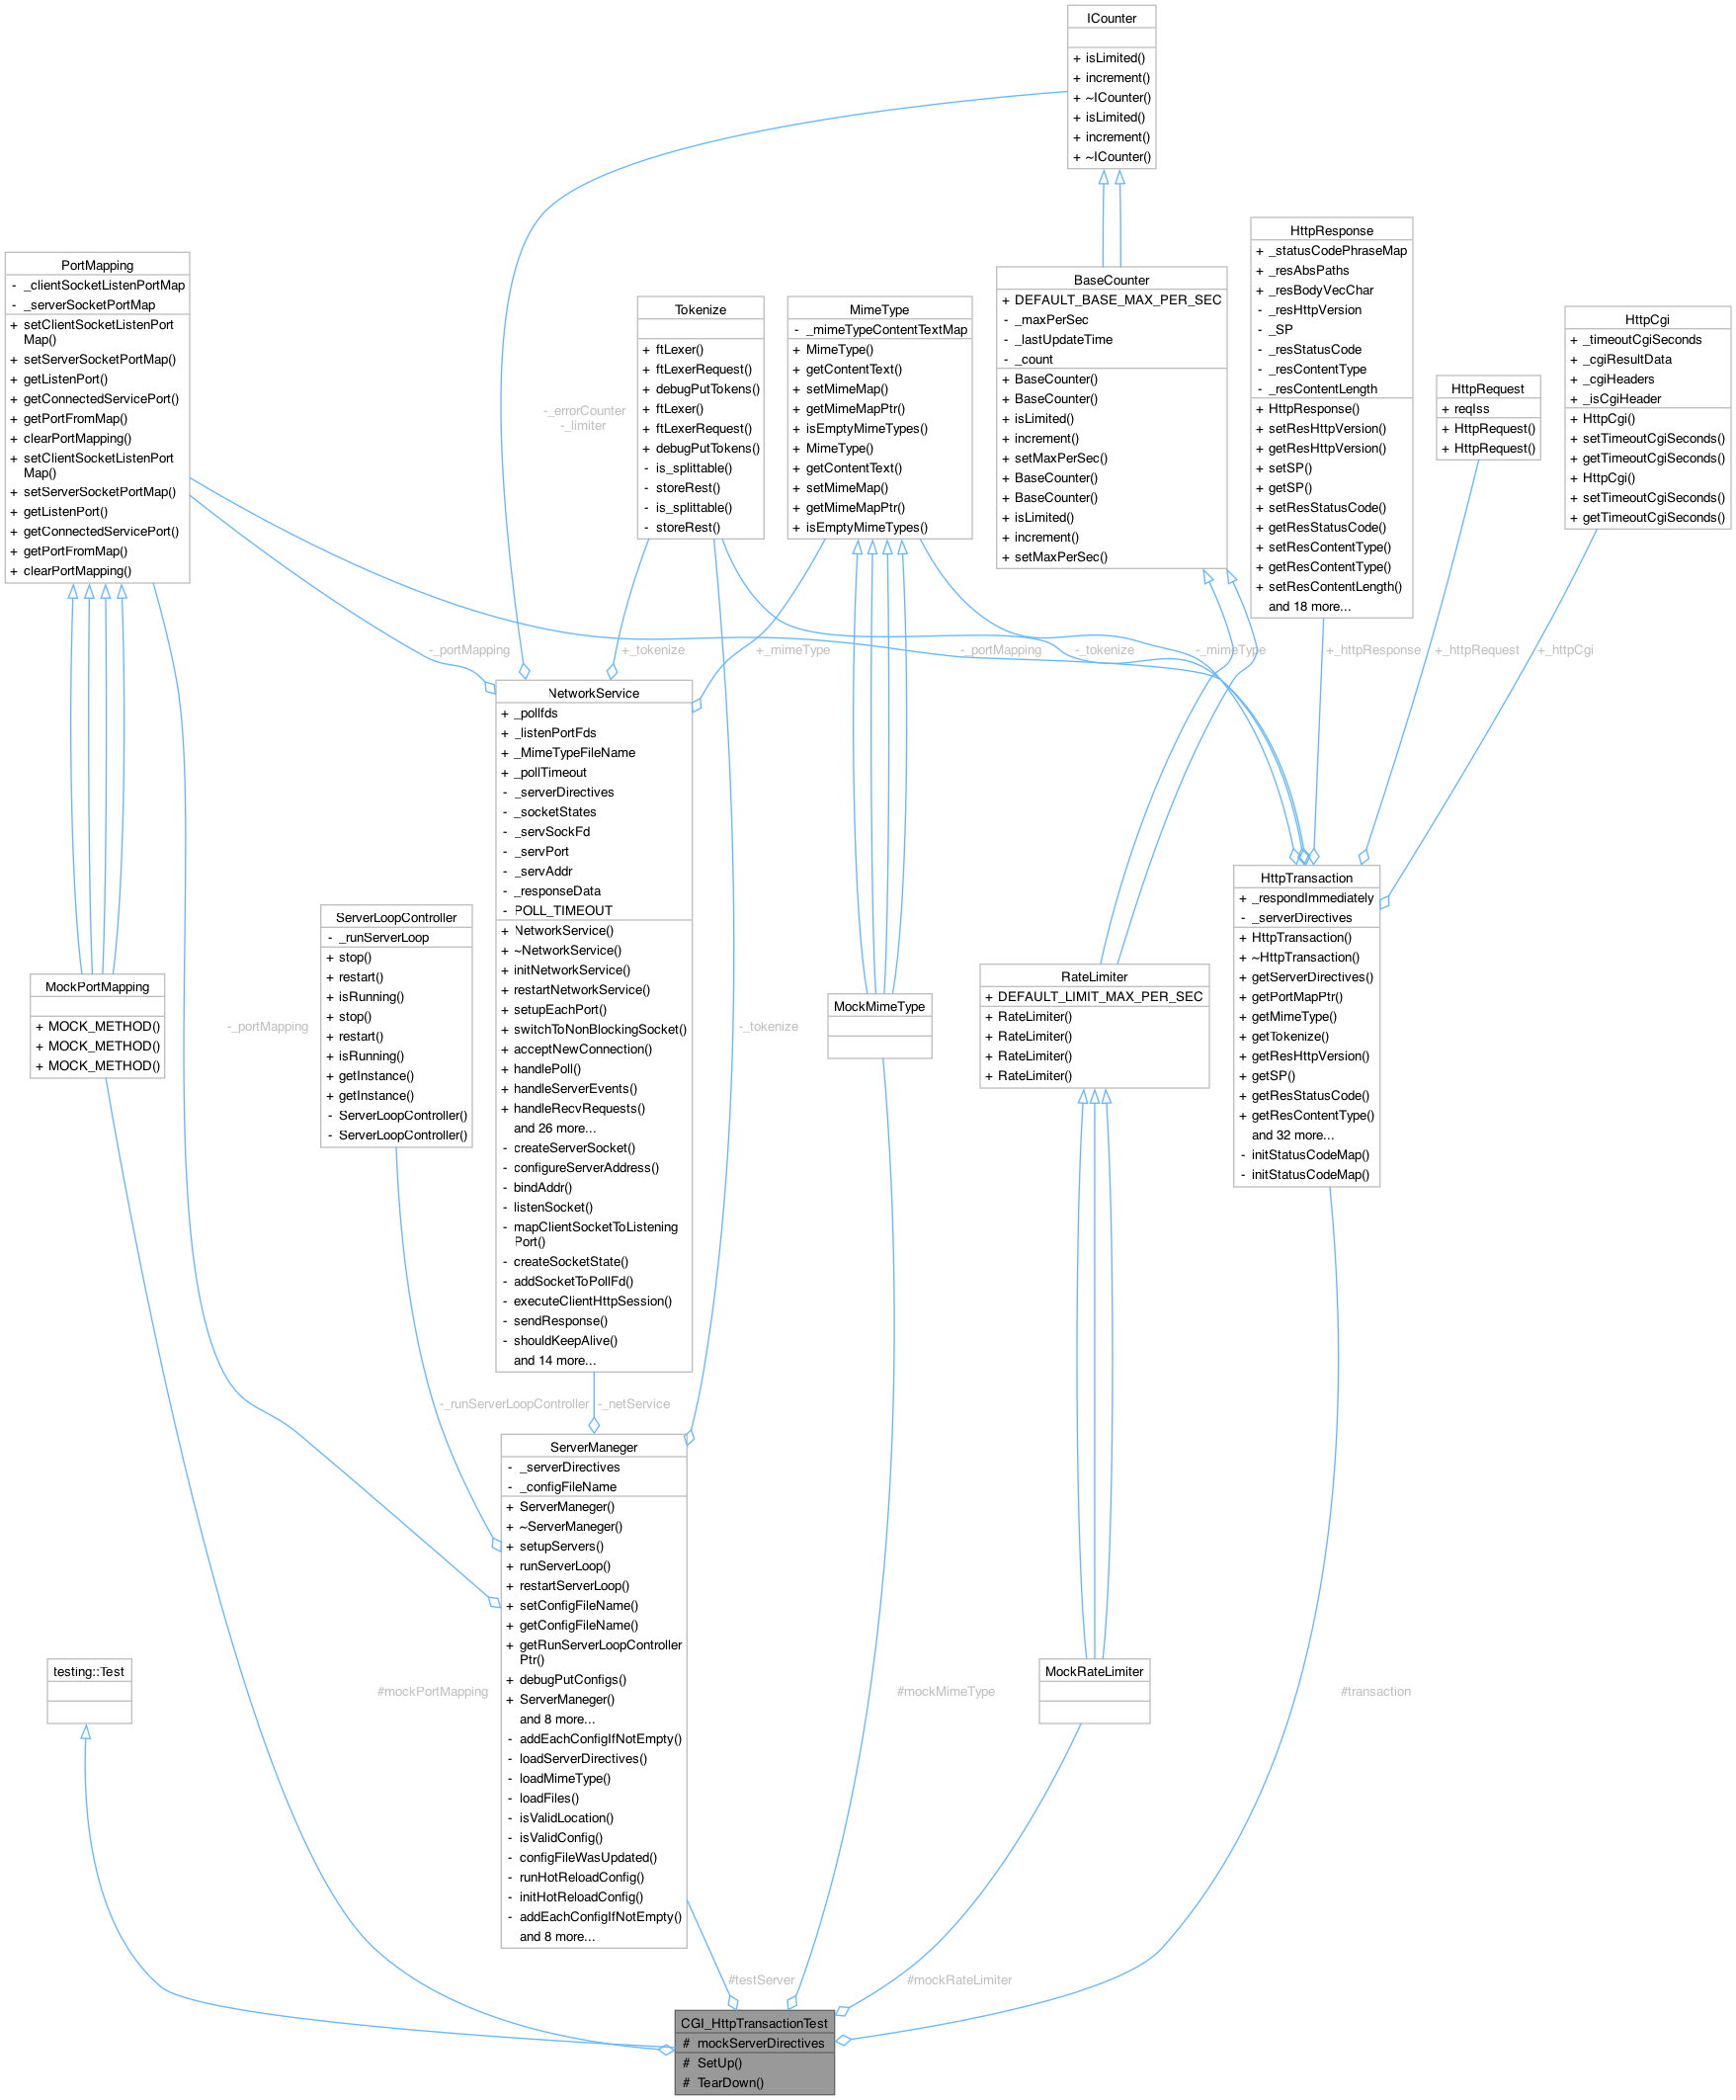 ICounter
+ isLimited()
+ increment()
+ ~ICounter()
+ isLimited()
+ increment()
+ ~ICounter()
HttpResponse
+ _statusCodePhraseMap
+ _resAbsPaths
+ _resBodyVecChar
- _resHttpVersion
- _SP
- _resStatusCode
- _resContentType
- _resContentLength
+ HttpResponse()
+ setResHttpVersion()
+ getResHttpVersion()
+ setSP()
+ getSP()
+ setResStatusCode()
+ getResStatusCode()
+ setResContentType()
+ getResContentType()
+ setResContentLength()
and 18 more...
PortMapping
- _clientSocketListenPortMap
- _serverSocketPortMap
+ setClientSocketListenPort
Map()
+ setServerSocketPortMap()
+ getListenPort()
+ getConnectedServicePort()
+ getPortFromMap()
+ clearPortMapping()
+ setClientSocketListenPort
Map()
+ setServerSocketPortMap()
+ getListenPort()
+ getConnectedServicePort()
+ getPortFromMap()
+ clearPortMapping()
BaseCounter
+ DEFAULT_BASE_MAX_PER_SEC
- _maxPerSec
- _lastUpdateTime
- _count
+ BaseCounter()
+ BaseCounter()
+ isLimited()
+ increment()
+ setMaxPerSec()
+ BaseCounter()
+ BaseCounter()
+ isLimited()
+ increment()
+ setMaxPerSec()
Tokenize
+ ftLexer()
+ ftLexerRequest()
+ debugPutTokens()
+ ftLexer()
+ ftLexerRequest()
+ debugPutTokens()
- is_splittable()
- storeRest()
- is_splittable()
- storeRest()
MimeType
- _mimeTypeContentTextMap
+ MimeType()
+ getContentText()
+ setMimeMap()
+ getMimeMapPtr()
+ isEmptyMimeTypes()
+ MimeType()
+ getContentText()
+ setMimeMap()
+ getMimeMapPtr()
+ isEmptyMimeTypes()
HttpCgi
+ _timeoutCgiSeconds
+ _cgiResultData
+ _cgiHeaders
+ _isCgiHeader
+ HttpCgi()
+ setTimeoutCgiSeconds()
+ getTimeoutCgiSeconds()
+ HttpCgi()
+ setTimeoutCgiSeconds()
+ getTimeoutCgiSeconds()
HttpRequest
+ reqIss
+ HttpRequest()
+ HttpRequest()
-_errorCounter
-_limiter
-_portMapping
+_tokenize
+_mimeType
-_portMapping
-_tokenize
-_mimeType
+_httpResponse
+_httpRequest
+_httpCgi
NetworkService
+ _pollfds
+ _listenPortFds
+ _MimeTypeFileName
+ _pollTimeout
- _serverDirectives
- _socketStates
- _servSockFd
- _servPort
- _servAddr
- _responseData
- POLL_TIMEOUT
+ NetworkService()
+ ~NetworkService()
+ initNetworkService()
+ restartNetworkService()
+ setupEachPort()
+ switchToNonBlockingSocket()
+ acceptNewConnection()
+ handlePoll()
+ handleServerEvents()
+ handleRecvRequests()
and 26 more...
- createServerSocket()
- configureServerAddress()
- bindAddr()
- listenSocket()
- mapClientSocketToListening
Port()
- createSocketState()
- addSocketToPollFd()
- executeClientHttpSession()
- sendResponse()
- shouldKeepAlive()
and 14 more...
HttpTransaction
+ _respondImmediately
- _serverDirectives
+ HttpTransaction()
+ ~HttpTransaction()
+ getServerDirectives()
+ getPortMapPtr()
+ getMimeType()
+ getTokenize()
+ getResHttpVersion()
+ getSP()
+ getResStatusCode()
+ getResContentType()
and 32 more...
- initStatusCodeMap()
- initStatusCodeMap()
ServerLoopController
- _runServerLoop
+ stop()
+ restart()
+ isRunning()
+ stop()
+ restart()
+ isRunning()
+ getInstance()
+ getInstance()
- ServerLoopController()
- ServerLoopController()
MockPortMapping
+ MOCK_METHOD()
+ MOCK_METHOD()
+ MOCK_METHOD()
MockMimeType
RateLimiter
+ DEFAULT_LIMIT_MAX_PER_SEC
+ RateLimiter()
+ RateLimiter()
+ RateLimiter()
+ RateLimiter()
-_portMapping
-_tokenize
-_runServerLoopController
-_netService
ServerManeger
- _serverDirectives
- _configFileName
+ ServerManeger()
+ ~ServerManeger()
+ setupServers()
+ runServerLoop()
+ restartServerLoop()
+ setConfigFileName()
+ getConfigFileName()
+ getRunServerLoopController
Ptr()
+ debugPutConfigs()
+ ServerManeger()
and 8 more...
- addEachConfigIfNotEmpty()
- loadServerDirectives()
- loadMimeType()
- loadFiles()
- isValidLocation()
- isValidConfig()
- configFileWasUpdated()
- runHotReloadConfig()
- initHotReloadConfig()
- addEachConfigIfNotEmpty()
and 8 more...
testing::Test
MockRateLimiter
#mockPortMapping
#mockMimeType
#transaction
#testServer
#mockRateLimiter
CGI_HttpTransactionTest
# mockServerDirectives
# SetUp()
# TearDown()